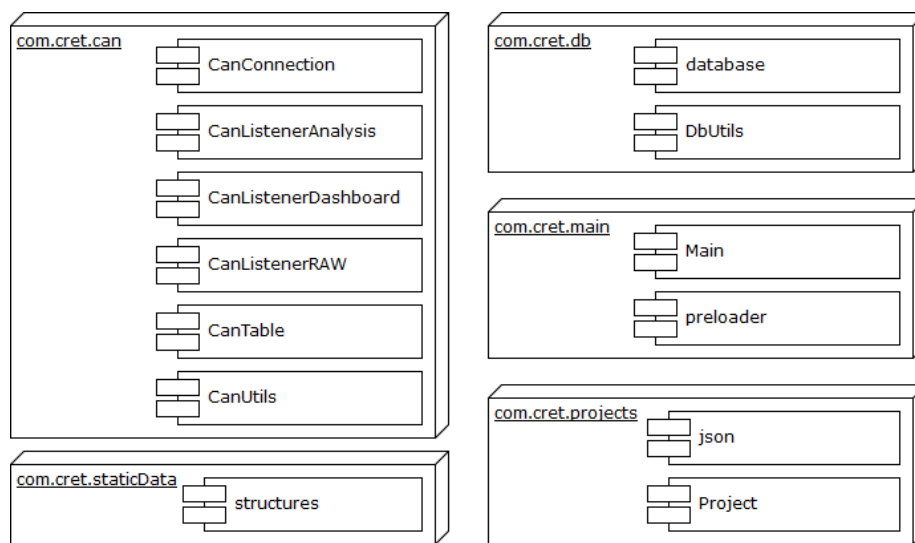 com.cret.can
CanConnection
CanListenerAnalysis
CanListenerDashboard
CanListenerRAW
CanTable
CanUtils
com.cret.staticData
structures
com.cret.db
database
DbUtils
com.cret.main
Main
preloader
com.cret.projects
json
Project